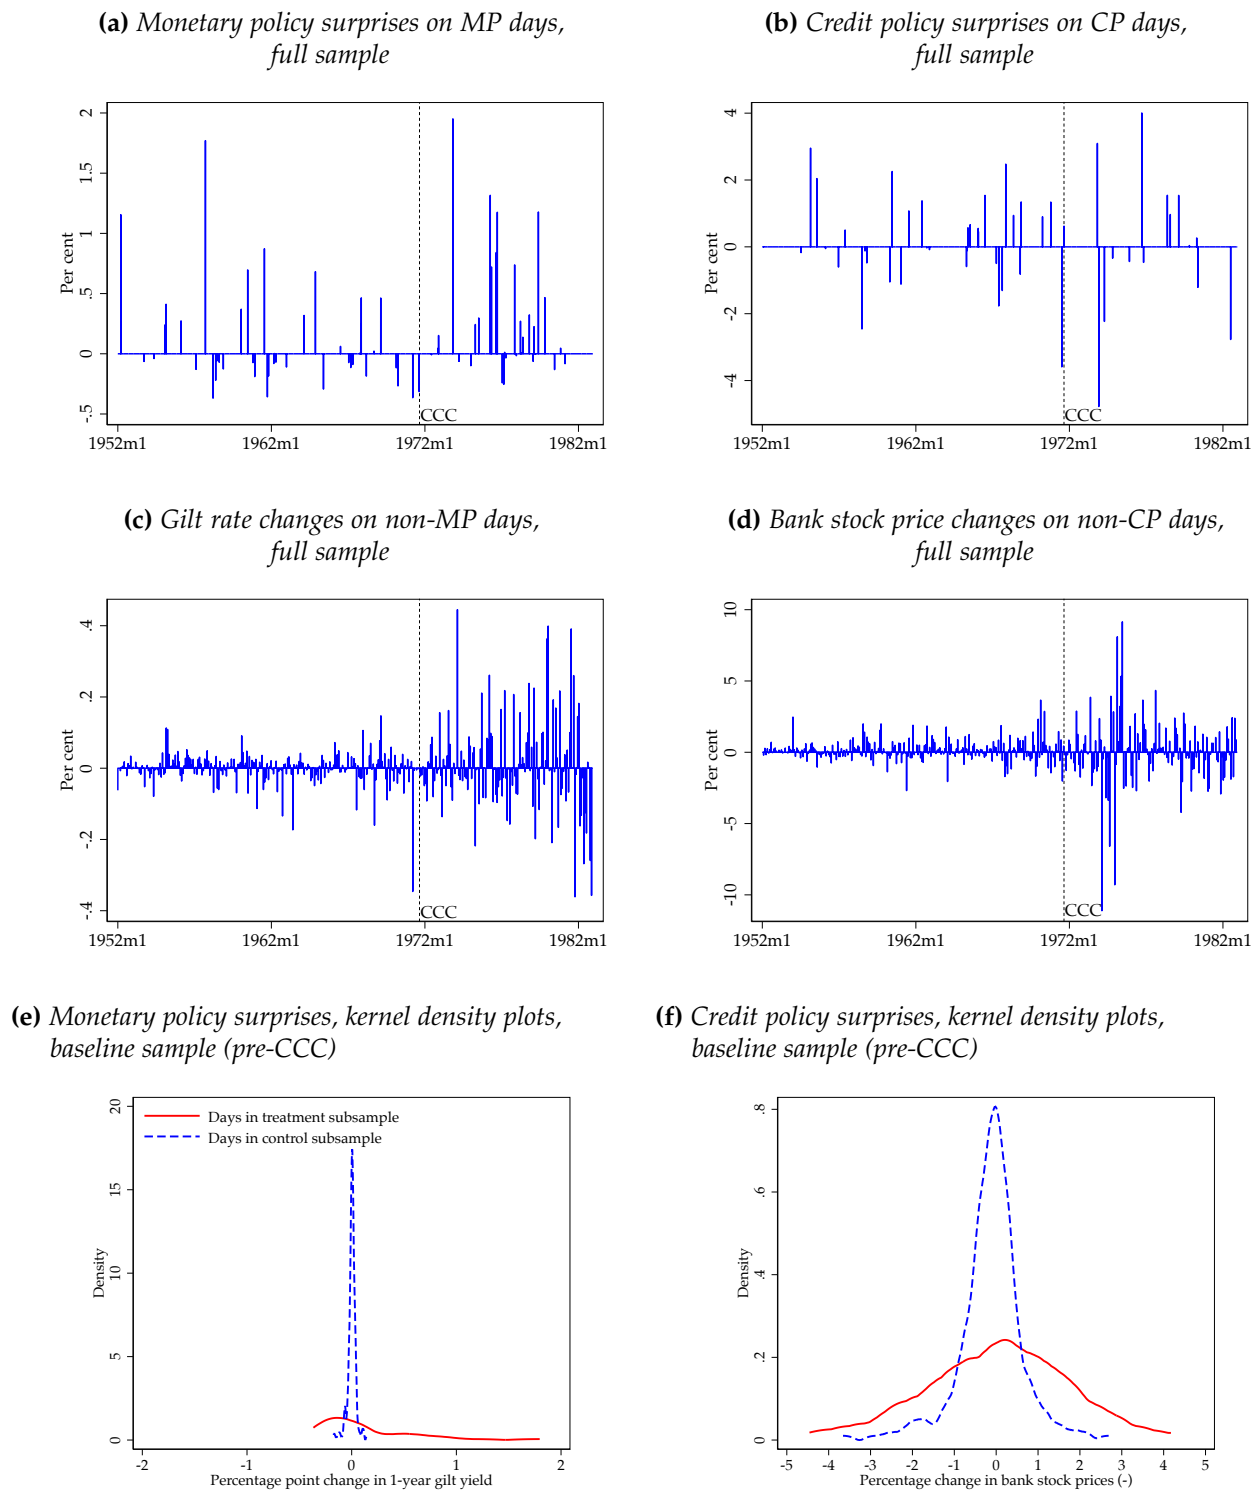 (a) Monetary policy surprises on MP days,
full sample
Per cent
2
1.5
1
.5
0
-.5
CCC
1952m1 1962m1 1972m1 1982m1
(b) Credit policy surprises on CP days,
full sample
Per cent
4
2
0
-2
-4
CCC
1952m1 1962m1 1972m1 1982m1
(c) Gilt rate changes on non-MP days,
full sample
Per cent
.4
.2
0
-.2
-.4
CCC
1952m1 1962m1 1972m1 1982m1
(d) Bank stock price changes on non-CP days,
full sample
Per cent
10
5
0
-5
-10
CCC
1952m1 1962m1 1972m1 1982m1
(e) Monetary policy surprises, kernel density plots,
baseline sample (pre-CCC)
Days in treatment subsample
Days in control subsample
Density
20
15
10
5
0
-2 -1 0 1 2
Percentage point change in 1-year gilt yield
(f) Credit policy surprises, kernel density plots,
baseline sample (pre-CCC)
Density
.8
.6
.4
.2
0
-5 -4 -3 -2 -1 0 1 2 3 4 5
Percentage change in bank stock prices (-)